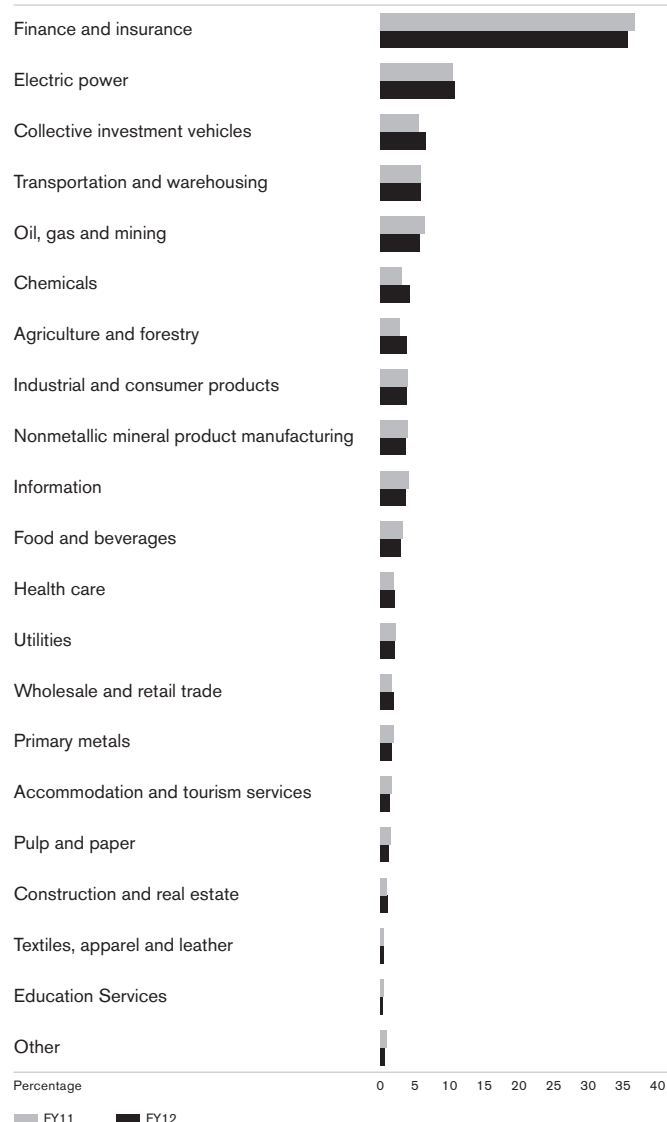 Finance and insurance
Electric power
Collective investment vehicles
Transportation and warehousing
Oil, gas and mining
Chemicals
Agriculture and forestry
Industrial and consumer products
Nonmetallic mineral product manufacturing
Information
Food and beverages
Health care
Utilities
Wholesale and retail trade
Primary metals
Accommodation and tourism services
Pulp and paper
Construction and real estate
Textiles, apparel and leather
Education Services
Other
Percentage 0 5 10 15 20 25 30 35 40
FY11 FY12